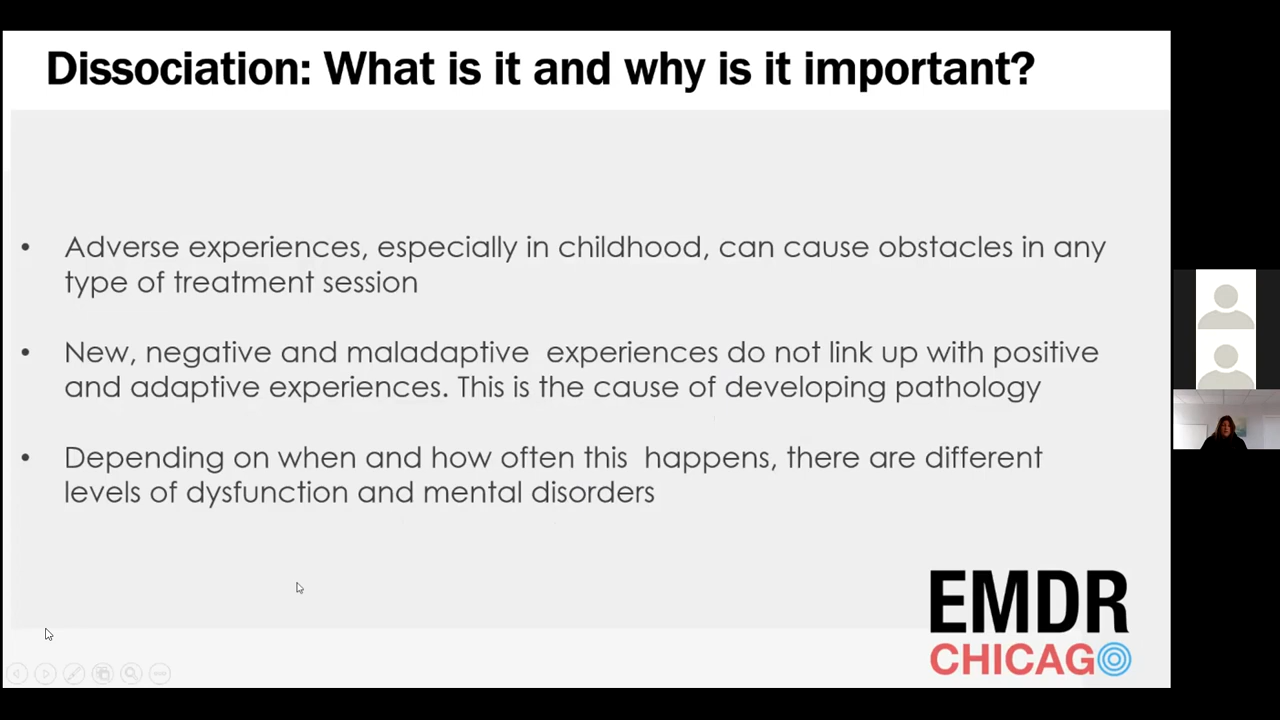 Dissociation: What is it and why is it important?
• Adverse experiences, especially in childhood, can cause obstacles in any
type of treatment session
• New, negative and maladaptive  experiences do not link up with positive
and adaptive experiences. This is the cause of developing pathology
• Depending on when and how often this  happens, there are different
levels of dysfunction and mental disorders
EMDR
CHICAGO